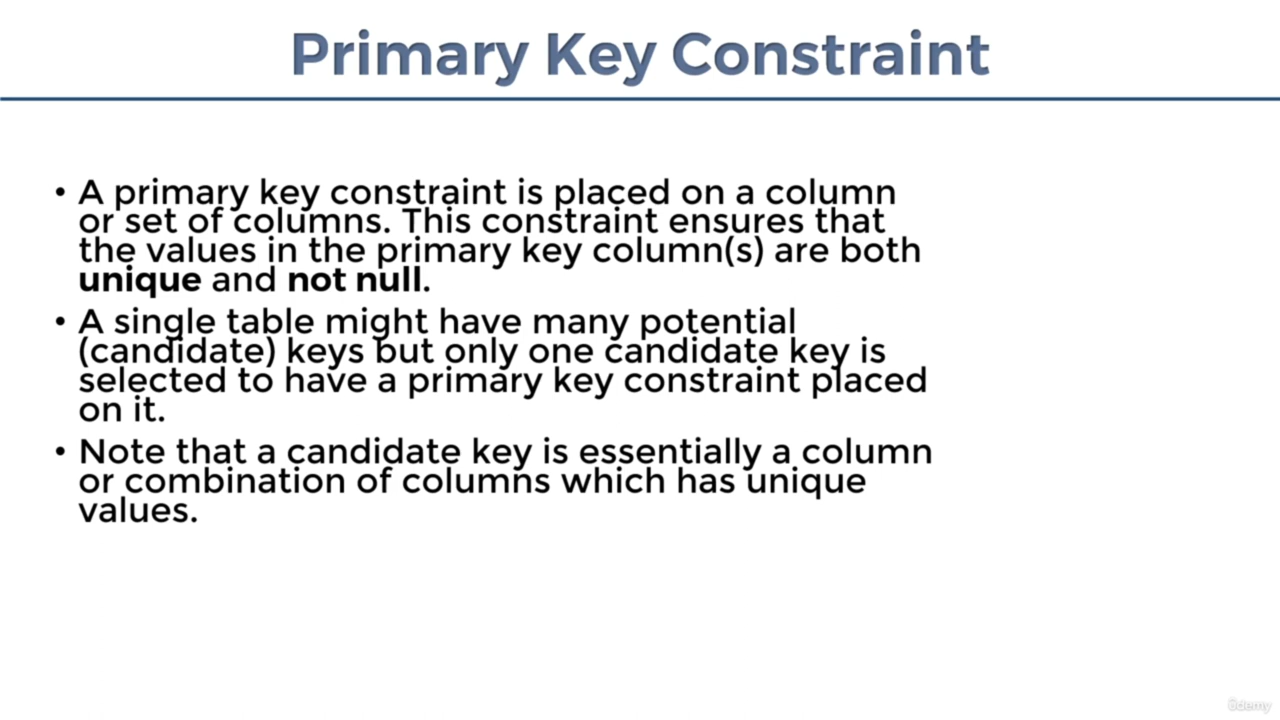 Primary Key Constraint
• A primary key constraint is placed on a column
or set of columns. This constraint ensures that
the values in the primary key column(s) are both
unique and not null.
• A single table might have many potential
(candidate) keys but only one candidate key is
selected to have a primary key constraint placed
on it.
• Note that a candidate key is essentially a column
or combination of columns which has unique
values.
ûdemy